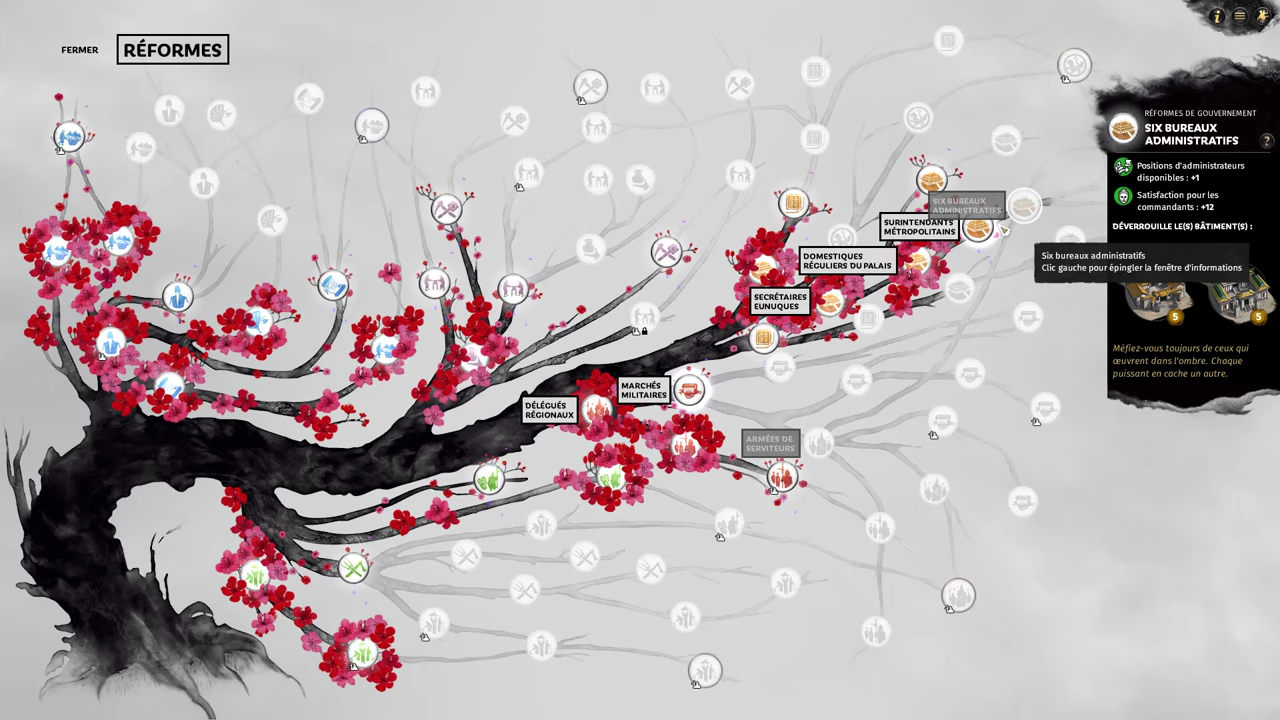 FERMER
RÉFORMES
RÉFORMES DE GOUVERNEMENT
SIX BUREAUX
ADMINISTRATIFS
?
Positions d'administrateurs
disponibles : +1
Satisfaction pour les
commandants : +12
DÉVERROUILLE LE(S) BÂTIMENT(S) :
SIX BUREAUX
ADMINISTRATIFS
SURINTENDANTS
MÉTROPOLITAINS
DOMESTIQUES
RÉGULIERS DU PALAIS
Six bureaux administratifs
Clic gauche pour épingler la fenêtre d'informations
SECRÉTAIRES
EUNUQUES
5
5
Méfiez-vous toujours de ceux qui
œuvrent dans l'ombre. Chaque
puissant en cache un autre.
MARCHÉS
MILITAIRES
DÉLÉGUÉS
RÉGIONAUX
ARMÉES DE
SERVITEURS